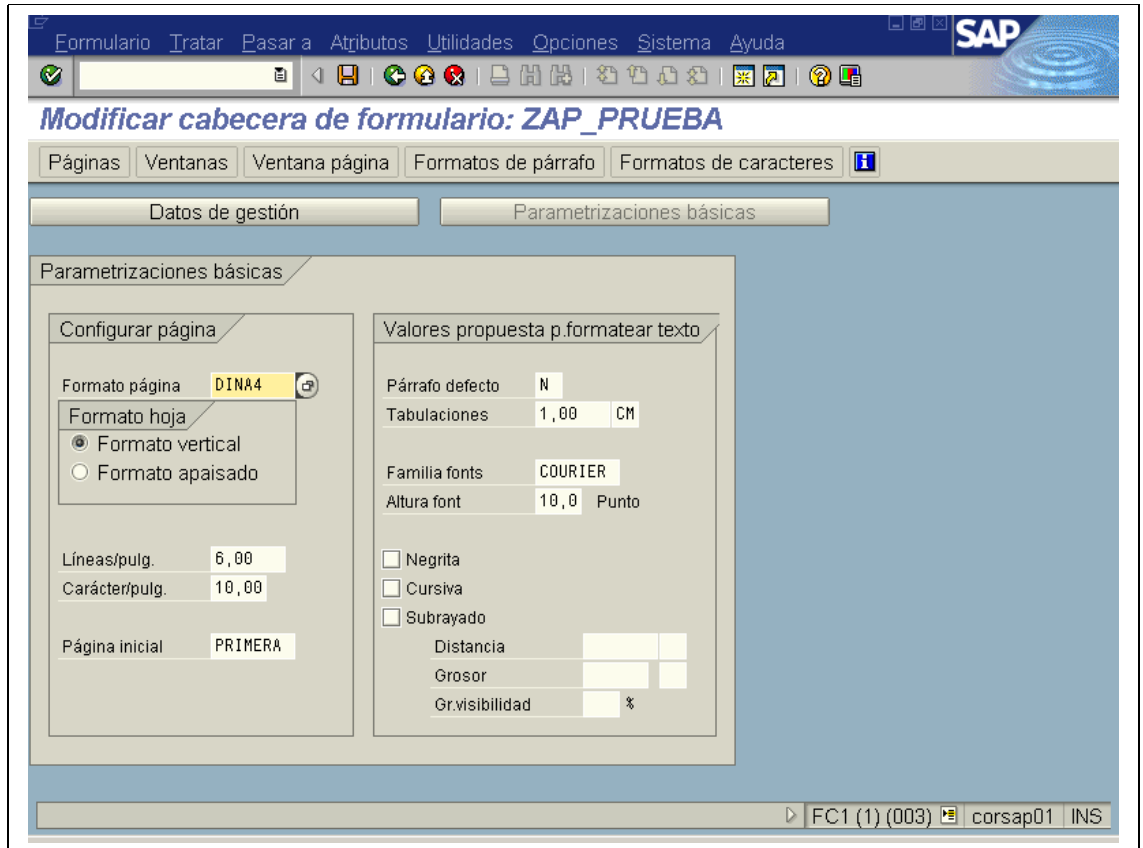 Formulario Tratar Pasar a Atributos Utilidades Opciones Sistema Ayuda
SAP
Modificar cabecera de formulario: ZAP_PRUEBA
Páginas Ventanas Ventana página Formatos de párrafo Formatos de caracteres
Datos de gestión Parametrizaciones básicas
Parametrizaciones básicas
Configurar página
Formato página DINA4
Formato hoja
Formato vertical
Formato apaisado
Líneas/pulg. 6,00
Carácter/pulg. 10,00
Página inicial PRIMERA
Valores propuesta p.formatear texto
Párrafo defecto N
Tabulaciones 1,00 CM
Familia fonts COURIER
Altura font 10,0 Punto
Negrita
Cursiva
Subrayado
Distancia
Grosor
Gr.visibilidad %
FC1 (1) (003) corsap01 INS